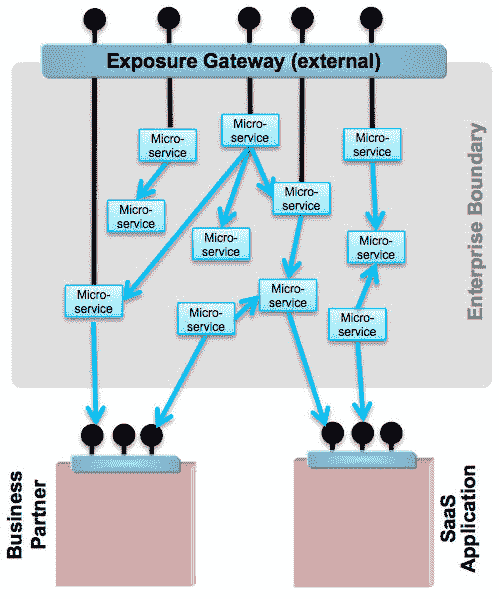 Exposure Gateway (external)
Micro-
service
Micro-
service
Micro-
service
Micro-
service
Micro-
service
Micro-
service
Micro-
service
Micro-
service
Micro-
service
Micro-
service
Micro-
service
Micro-
service
Enterprise Boundary
Business
Partner
SaaS
Application